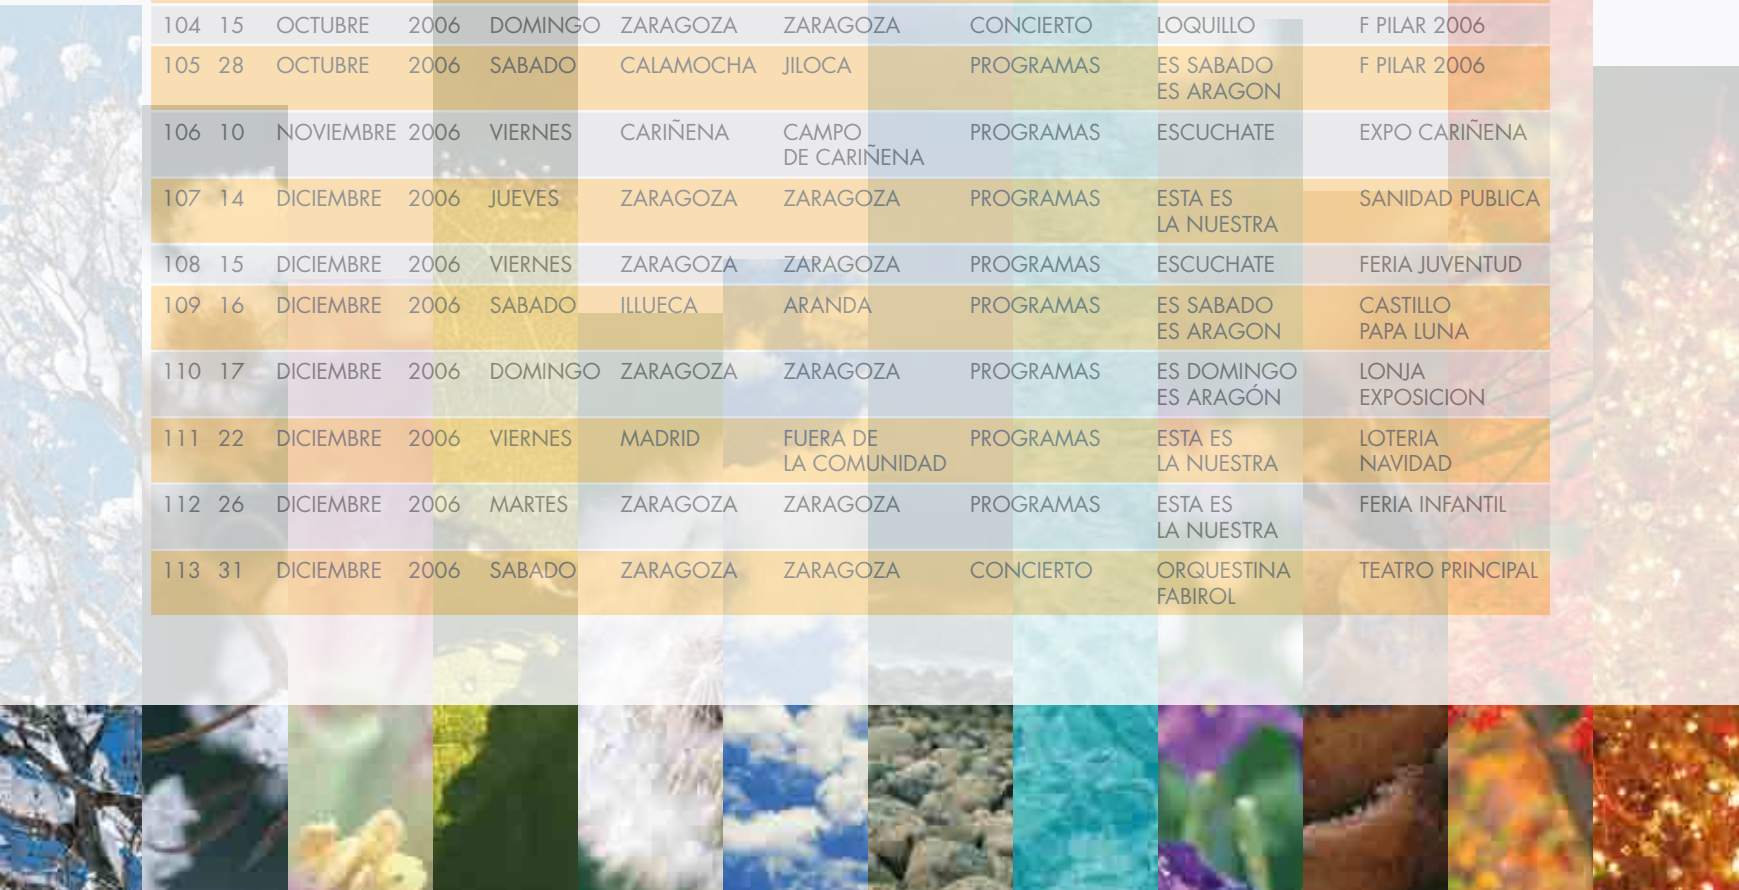 104 15 OCTUBRE 2006 DOMINGO ZARAGOZA ZARAGOZA CONCIERTO LOQUILLO F PILAR 2006
105 28 OCTUBRE 2006 SABADO CALAMOCHA JILOCA PROGRAMAS ES SABADO F PILAR 2006
ES ARAGON
106 10 NOVIEMBRE 2006 VIERNES CARIÑENA CAMPO PROGRAMAS ESCUCHATE EXPO CARIÑENA
DE CARIÑENA
107 14 DICIEMBRE 2006 JUEVES ZARAGOZA ZARAGOZA PROGRAMAS ESTA ES SANIDAD PUBLICA
LA NUESTRA
108 15 DICIEMBRE 2006 VIERNES ZARAGOZA ZARAGOZA PROGRAMAS ESCUCHATE FERIA JUVENTUD
109 16 DICIEMBRE 2006 SABADO ILLUECA ARANDA PROGRAMAS ES SABADO CASTILLO
ES ARAGON PAPA LUNA
110 17 DICIEMBRE 2006 DOMINGO ZARAGOZA ZARAGOZA PROGRAMAS ES DOMINGO LONJA
ES ARAGÓN EXPOSICION
111 22 DICIEMBRE 2006 VIERNES MADRID FUERA DE PROGRAMAS ESTA ES LOTERIA
LA COMUNIDAD LA NUESTRA NAVIDAD
112 26 DICIEMBRE 2006 MARTES ZARAGOZA ZARAGOZA PROGRAMAS ESTA ES FERIA INFANTIL
LA NUESTRA
113 31 DICIEMBRE 2006 SABADO ZARAGOZA ZARAGOZA CONCIERTO ORQUESTINA TEATRO PRINCIPAL
FABIROL